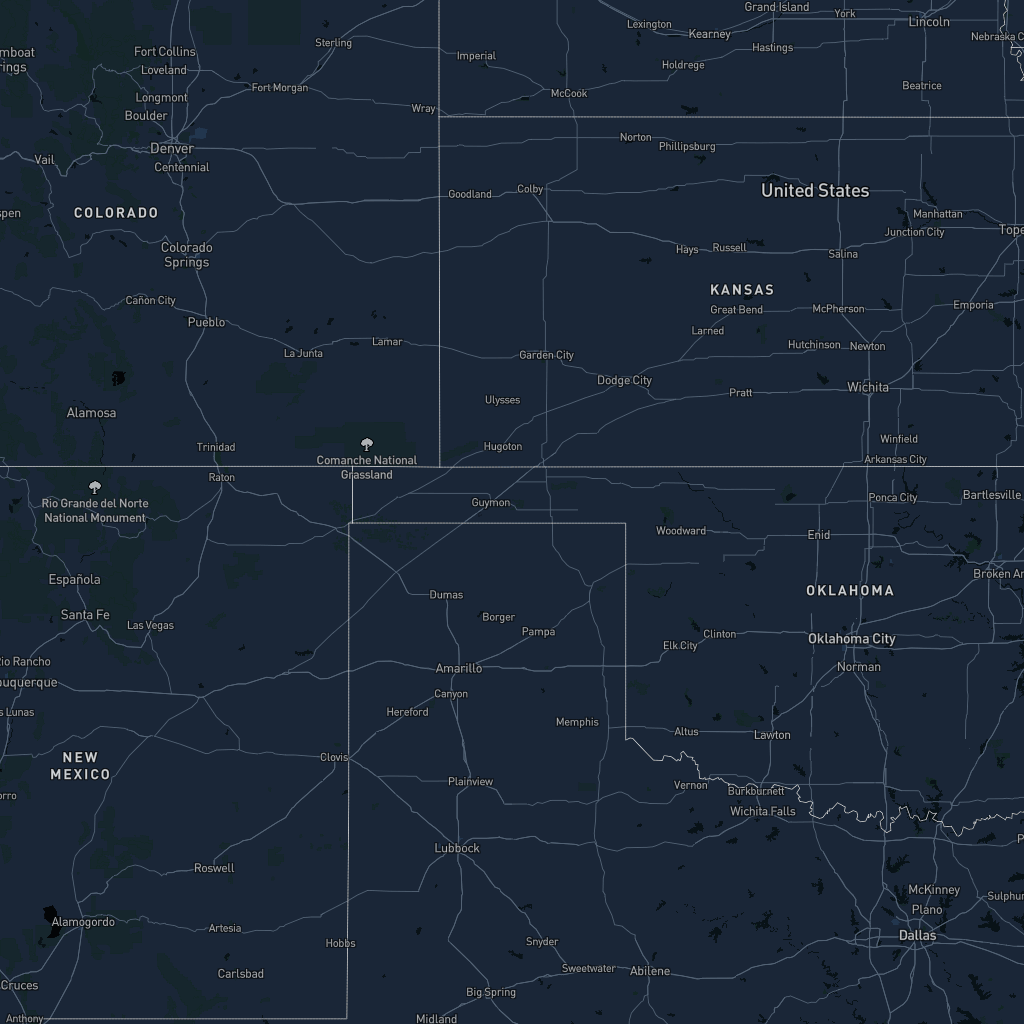 Grand Island
York
Lexington
Kearney
Lincoln
Nebraska C
Sterling
Hastings
Fort Collins
mboat
rings
Imperial
Loveland
Holdrege
Fort Morgan
Beatrice
McCook
Longmont
Wray
Boulder
Norton
Phillipsburg
Denver
Vail
Centennial
Goodland
Colby
United States
COLORADO
spen
Manhattan
Junction City
Tope
Colorado
Springs
Hays
Russell
Salina
KANSAS
Cañon City
Great Bend
McPherson
Emporia
Pueblo
Larned
La Junta
Lamar
Hutchinson
Newton
Garden City
Dodge City
Wichita
Pratt
Ulysses
Alamosa
Winfield
Trinidad
Hugoton
Comanche National
Grassland
Arkansas City
Raton
Rio Grande del Norte
National Monument
Guymon
Ponca City
Bartlesville
Woodward
Enid
Broken Ar
Española
Dumas
OKLAHOMA
Santa Fe
Las Vegas
Borger
Pampa
Clinton
Elk City
Oklahoma City
Rio Rancho
Amarillo
Norman
buquerque
Canyon
s Lunas
Hereford
Memphis
Altus
Lawton
NEW
MEXICO
Clovis
Plainview
Vernon
Burkburnett
orro
Wichita Falls
P
Lubbock
Roswell
McKinney
Sulphur
Plano
Alamogordo
Artesia
Dallas
Hobbs
Snyder
Carlsbad
Sweetwater
Abilene
Cruces
Big Spring
Anthony
Midland